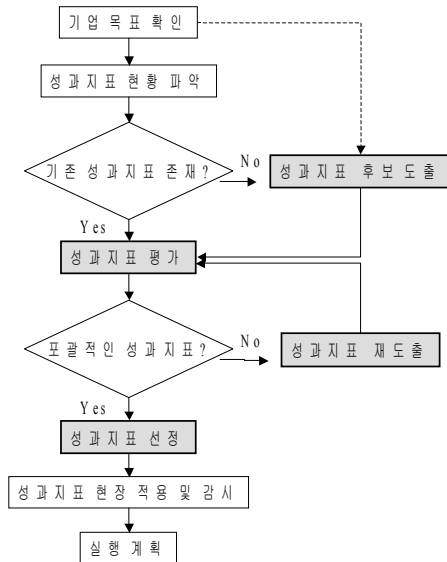 기업 목표 확인
성과지표 현황 파악
기존 성과지표 존재?
No
성과지표 후보 도출
Yes
성과지표 평가
포괄적인 성과지표?
No
성과지표 재도출
Yes
성과지표 선정
성과지표 현장 적용 및 감시
실행 계획